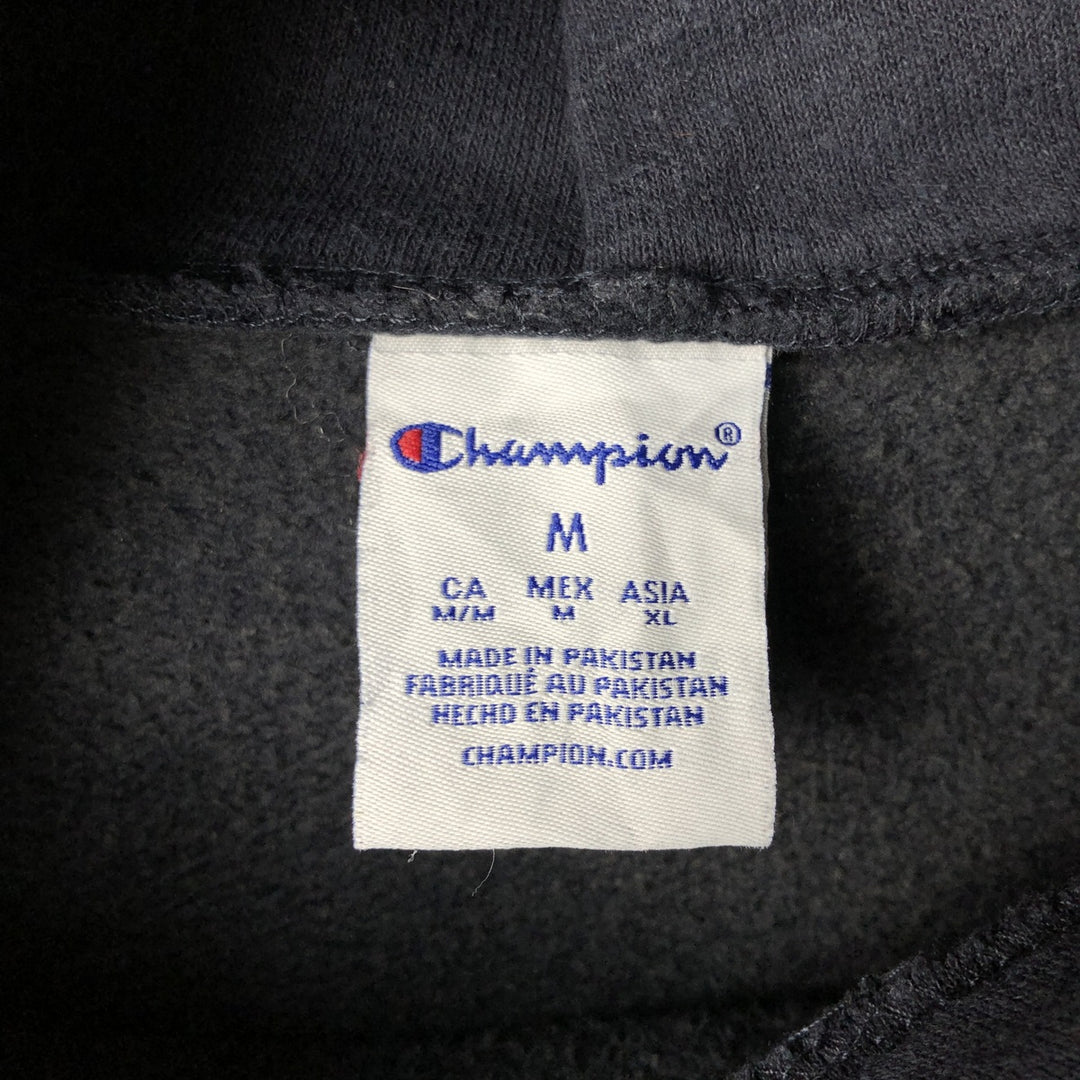 Champion®
M
CA MEX ASIA
M/M M XL
MADE IN PAKISTAN
FABRIQUÉ AU PAKISTAN
HECHO EN PAKISTAN
CHAMPION.COM